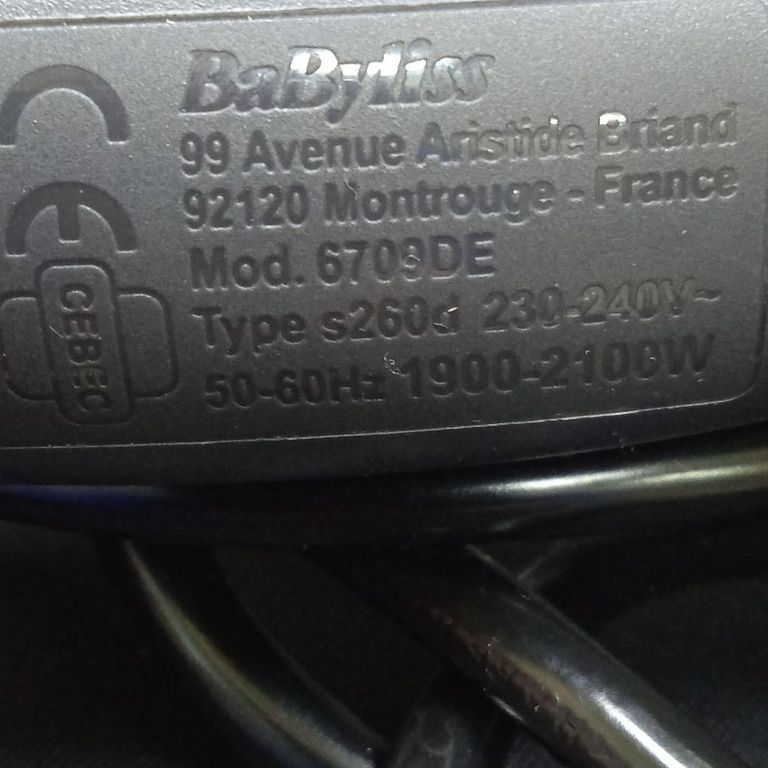 BaByliss
99 Avenue Aristide Briand
92120 Montrouge - France
Mod. 6709DE
Type s260d 230-240V~
50-60Hz 1900-2100W
CE
CEBEC